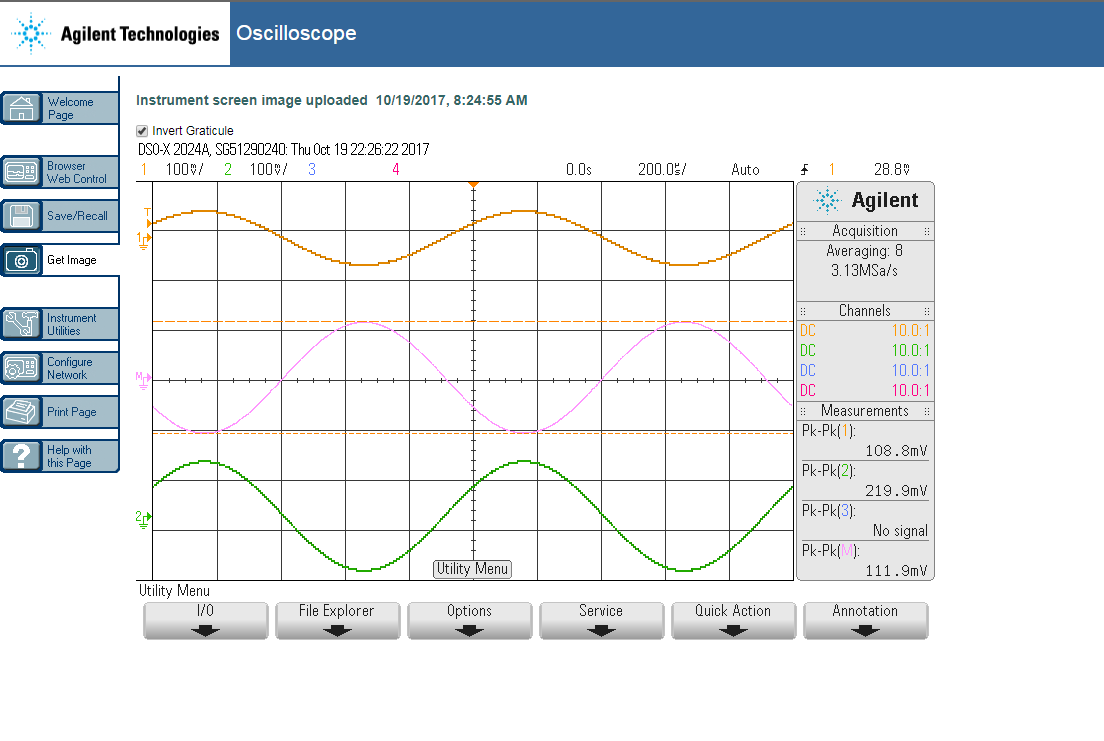 Agilent Technologies
Oscilloscope
Welcome
Page
Browser
Web Control
Save/Recall
Get Image
Instrument
Utilities
Configure
Network
Print Page
Help with
this Page
Instrument screen image uploaded 10/19/2017, 8:24:55 AM
Invert Graticule
DSO-X 2024A, SG51290240: Thu Oct 19 22:26:22 2017
1 100mV/ 2 100mV/ 3 4 0.0s 200.0us/ Auto 1 28.8mV
T
1
M
2
Utility Menu
Agilent
Acquisition
Averaging: 8
3.13MSa/s
Channels
DC 10.0:1
DC 10.0:1
DC 10.0:1
DC 10.0:1
Measurements
Pk-Pk(1):
108.8mV
Pk-Pk(2):
219.9mV
Pk-Pk(3):
No signal
Pk-Pk(M):
111.9mV
Utility Menu
I/O
File Explorer
Options
Service
Quick Action
Annotation